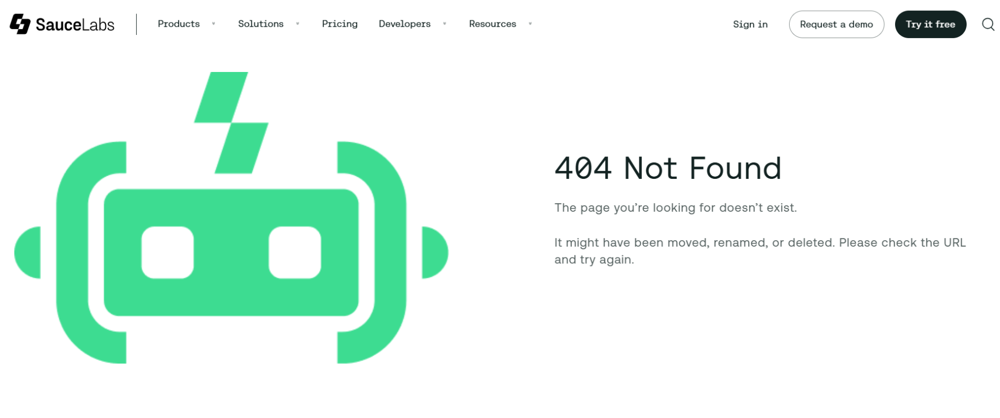 SauceLabs
Products
Solutions
Pricing
Developers
Resources
Sign in
Request a demo
Try it free
404 Not Found
The page you’re looking for doesn’t exist.
It might have been moved, renamed, or deleted. Please check the URL
and try again.